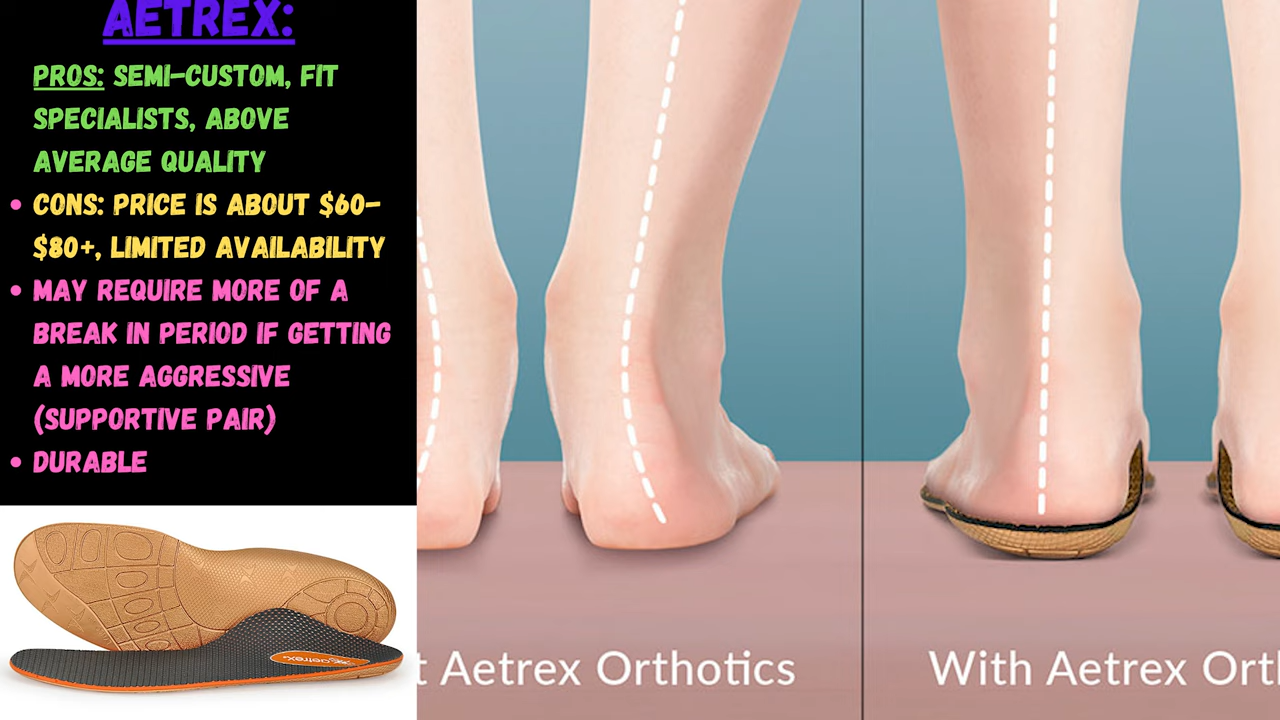 AETREX:
PROS: SEMI-CUSTOM, FIT
SPECIALISTS, ABOVE
AVERAGE QUALITY
• CONS: PRICE IS ABOUT $60-
$80+, LIMITED AVAILABILITY
• MAY REQUIRE MORE OF A
BREAK IN PERIOD IF GETTING
A MORE AGGRESSIVE
(SUPPORTIVE PAIR)
• DURABLE
aetrex
t Aetrex Orthotics
With Aetrex Orth